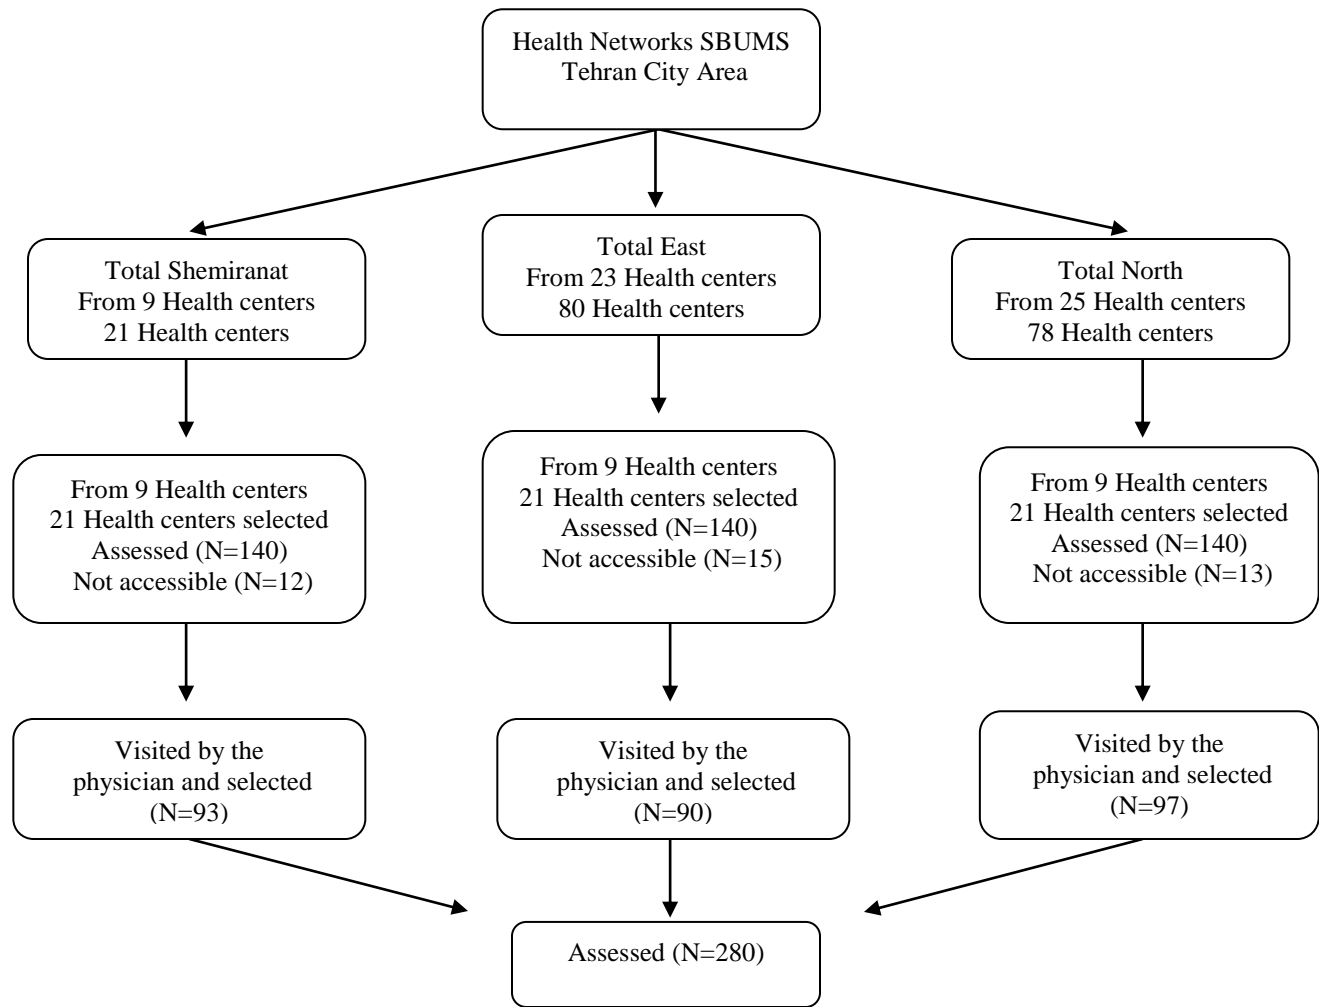 Health Networks SBUMS
Tehran City Area
Total Shemiranat
From 9 Health centers
21 Health centers
Total East
From 23 Health centers
80 Health centers
Total North
From 25 Health centers
78 Health centers
From 9 Health centers
21 Health centers selected
Assessed (N=140)
Not accessible (N=12)
From 9 Health centers
21 Health centers selected
Assessed (N=140)
Not accessible (N=15)
From 9 Health centers
21 Health centers selected
Assessed (N=140)
Not accessible (N=13)
Visited by the
physician and selected
(N=93)
Visited by the
physician and selected
(N=90)
Visited by the
physician and selected
(N=97)
Assessed (N=280)